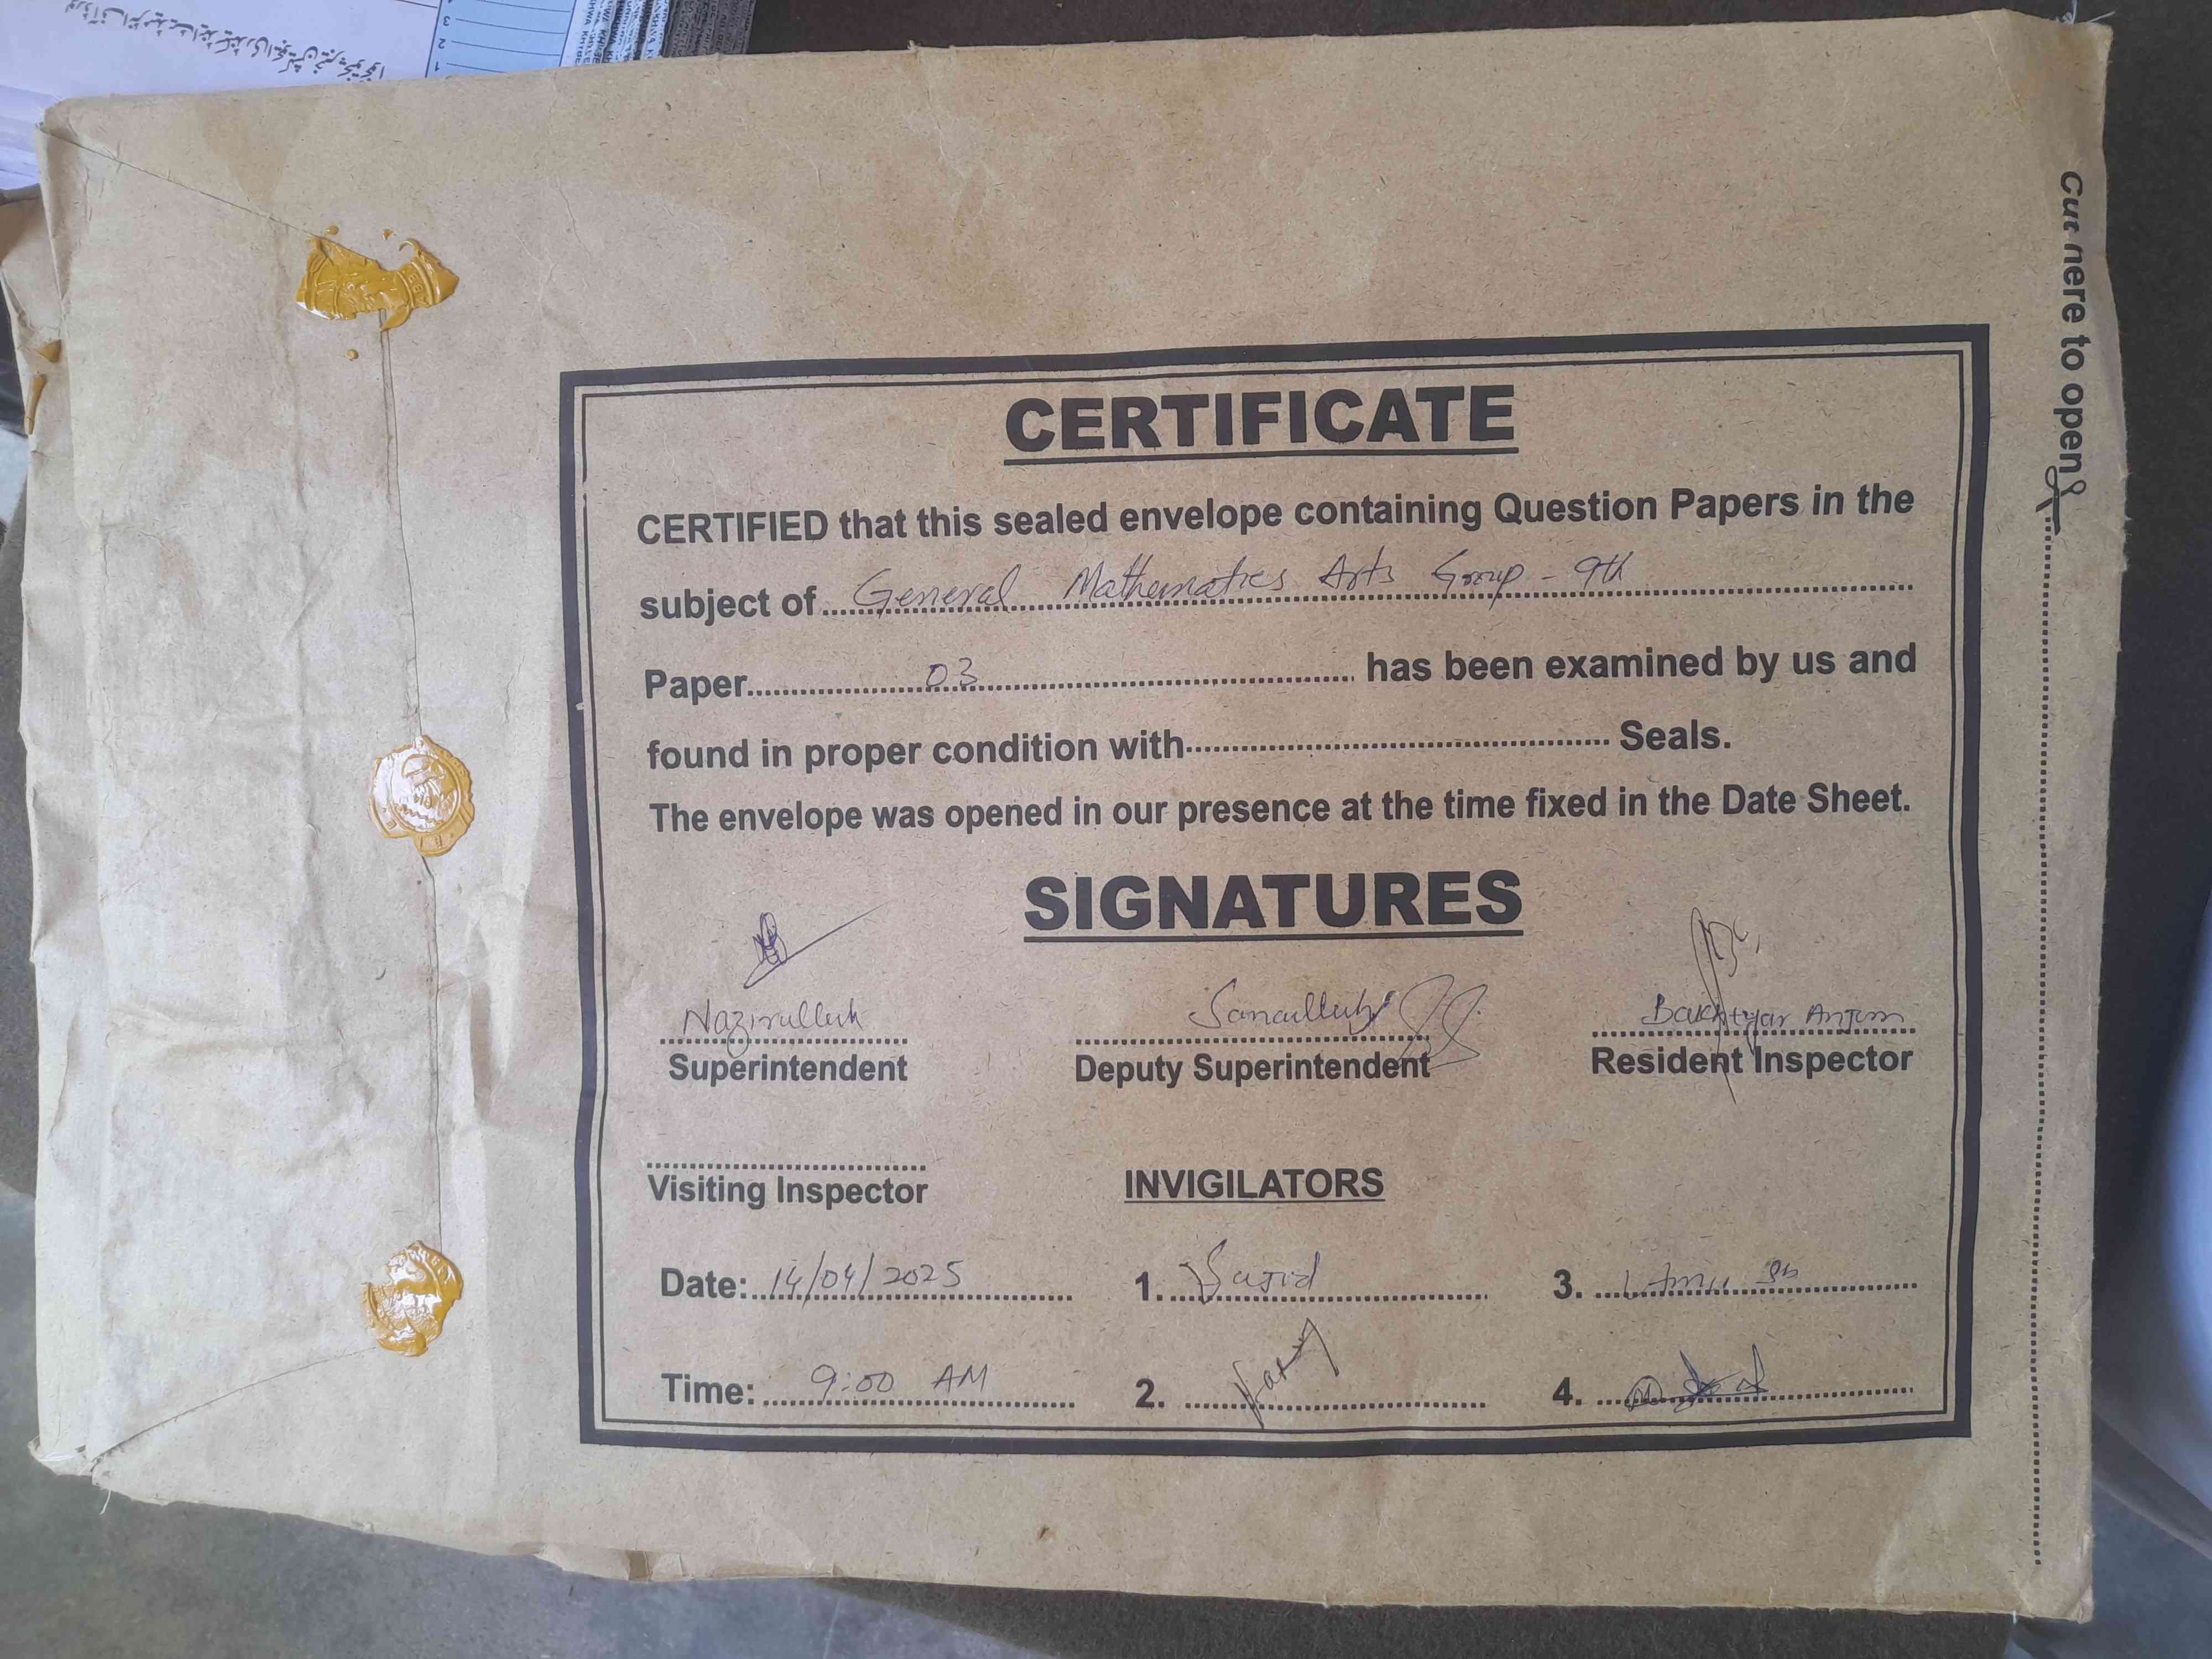 Cut here to open
CERTIFICATE
CERTIFIED that this sealed envelope containing Question Papers in the
subject of General Mathematics Arts Group - 9th
Paper 03 has been examined by us and
found in proper condition with Seals.
The envelope was opened in our presence at the time fixed in the Date Sheet.
SIGNATURES
Nazirullah Sanaullah Bakhtyar Anjum
Superintendent Deputy Superintendent Resident Inspector
Visiting Inspector INVIGILATORS
Date: 14/04/2025 1. Sajid 3.
Time: 9:00 AM 2. 4.
1
2
3